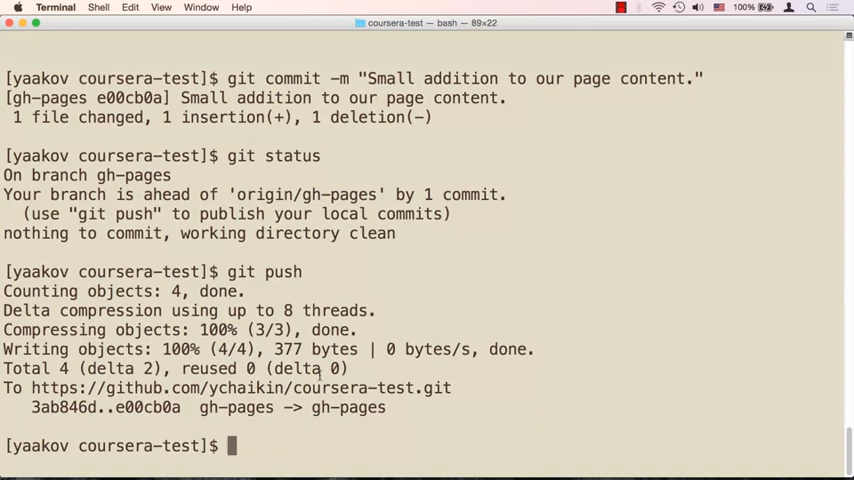 Terminal Shell Edit View Window Help 100%
coursera-test — bash — 89×22
[yaakov coursera-test]$ git commit -m "Small addition to our page content."
[gh-pages e00cb0a] Small addition to our page content.
1 file changed, 1 insertion(+), 1 deletion(-)
[yaakov coursera-test]$ git status
On branch gh-pages
Your branch is ahead of 'origin/gh-pages' by 1 commit.
(use "git push" to publish your local commits)
nothing to commit, working directory clean
[yaakov coursera-test]$ git push
Counting objects: 4, done.
Delta compression using up to 8 threads.
Compressing objects: 100% (3/3), done.
Writing objects: 100% (4/4), 377 bytes | 0 bytes/s, done.
Total 4 (delta 2), reused 0 (delta 0)
To https://github.com/ychaikin/coursera-test.git
3ab846d..e00cb0a gh-pages -> gh-pages
[yaakov coursera-test]$